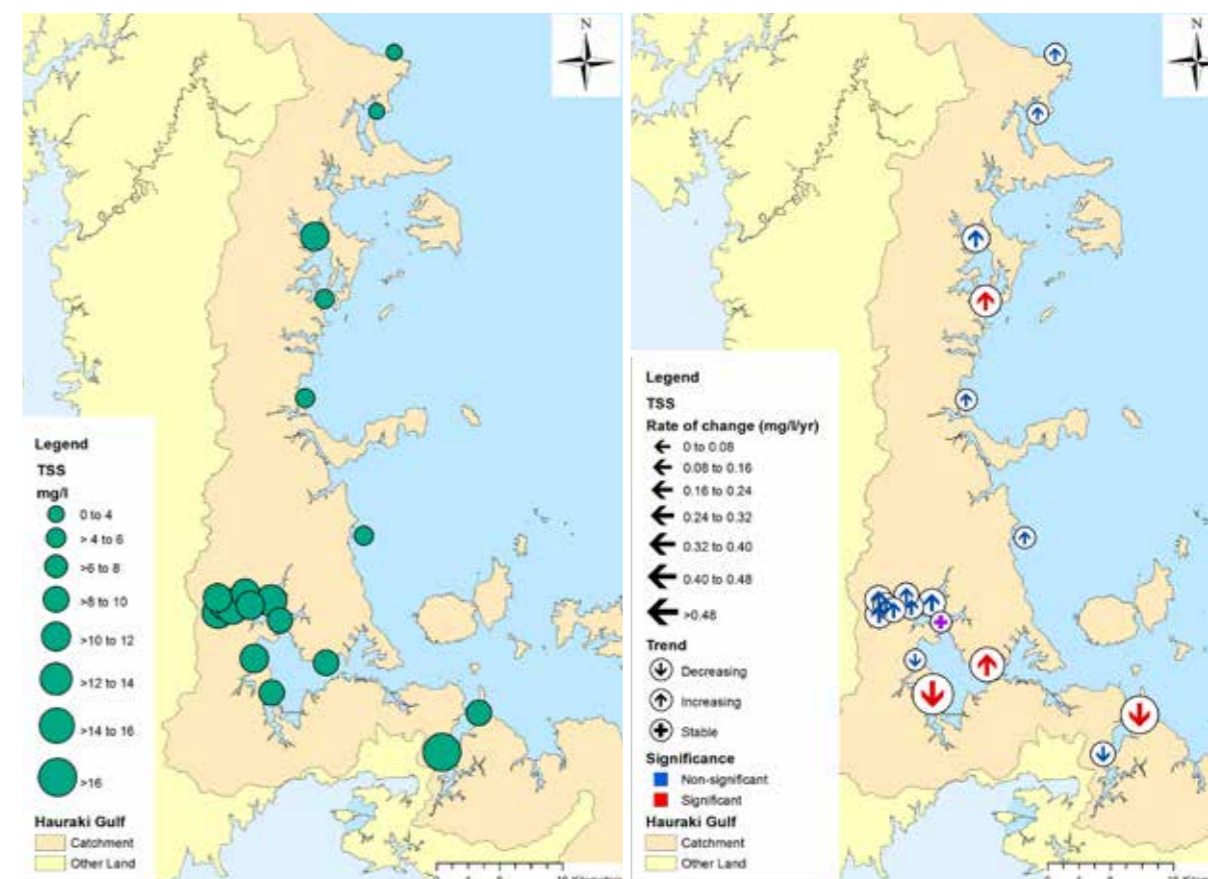 N
Legend
TSS
mg/l
0 to 4
> 4 to 6
>6 to 8
>8 to 10
>10 to 12
>12 to 14
>14 to 16
>16
Hauraki Gulf
Catchment
Other Land
N
Legend
TSS
Rate of change (mg/l/yr)
0 to 0.08
0.08 to 0.16
0.16 to 0.24
0.24 to 0.32
0.32 to 0.40
0.40 to 0.48
>0.48
Trend
Decreasing
Increasing
Stable
Significance
Non-significant
Significant
Hauraki Gulf
Catchment
Other Land